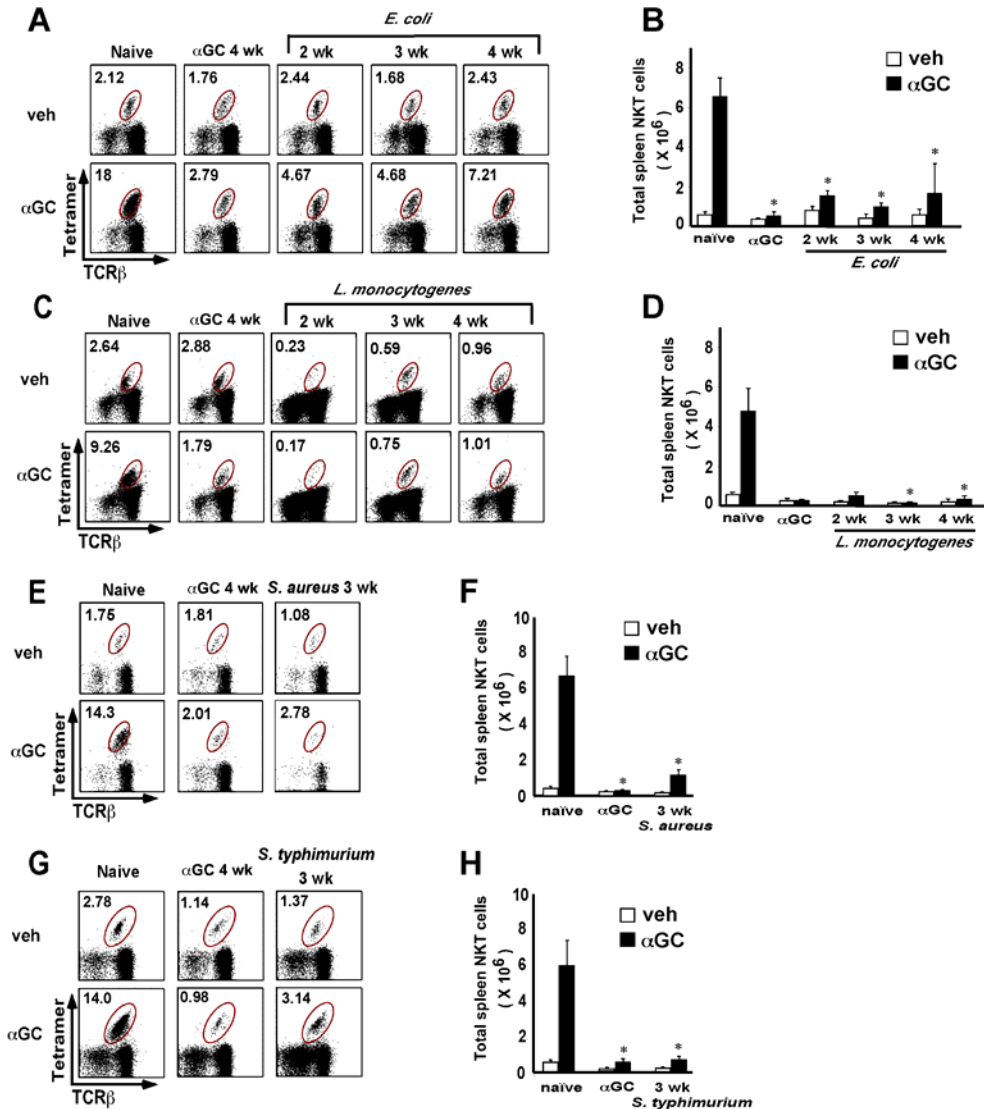 A
E. coli
Naive αGC 4 wk 2 wk 3 wk 4 wk
veh
2.12 1.76 2.44 1.68 2.43
αGC
18 2.79 4.67 4.68 7.21
Tetramer
TCRβ
B
veh
αGC
Total spleen NKT cells
( X 10⁶)
8
6
4
2
0
naïve αGC 2 wk 3 wk 4 wk
* * * *
E. coli
C
L. monocytogenes
Naive αGC 4 wk 2 wk 3 wk 4 wk
veh
2.64 2.88 0.23 0.59 0.96
αGC
9.26 1.79 0.17 0.75 1.01
Tetramer
TCRβ
D
veh
αGC
Total spleen NKT cells
( X 10⁶)
8
6
4
2
0
* *
naïve αGC 2 wk 3 wk 4 wk
L. monocytogenes
E
Naive αGC 4 wk S. aureus 3 wk
veh
1.75 1.81 1.08
αGC
14.3 2.01 2.78
Tetramer
TCRβ
F
veh
αGC
Total spleen NKT cells
( X 10⁶)
10
8
6
4
2
0
* *
naïve αGC 3 wk
S. aureus
G
S. typhimurium
Naive αGC 4 wk 3 wk
veh
2.78 1.14 1.37
αGC
14.0 0.98 3.14
Tetramer
TCRβ
H
veh
αGC
Total spleen NKT cells
( X 10⁶)
10
8
6
4
2
0
* *
naïve αGC 3 wk
S. typhimurium